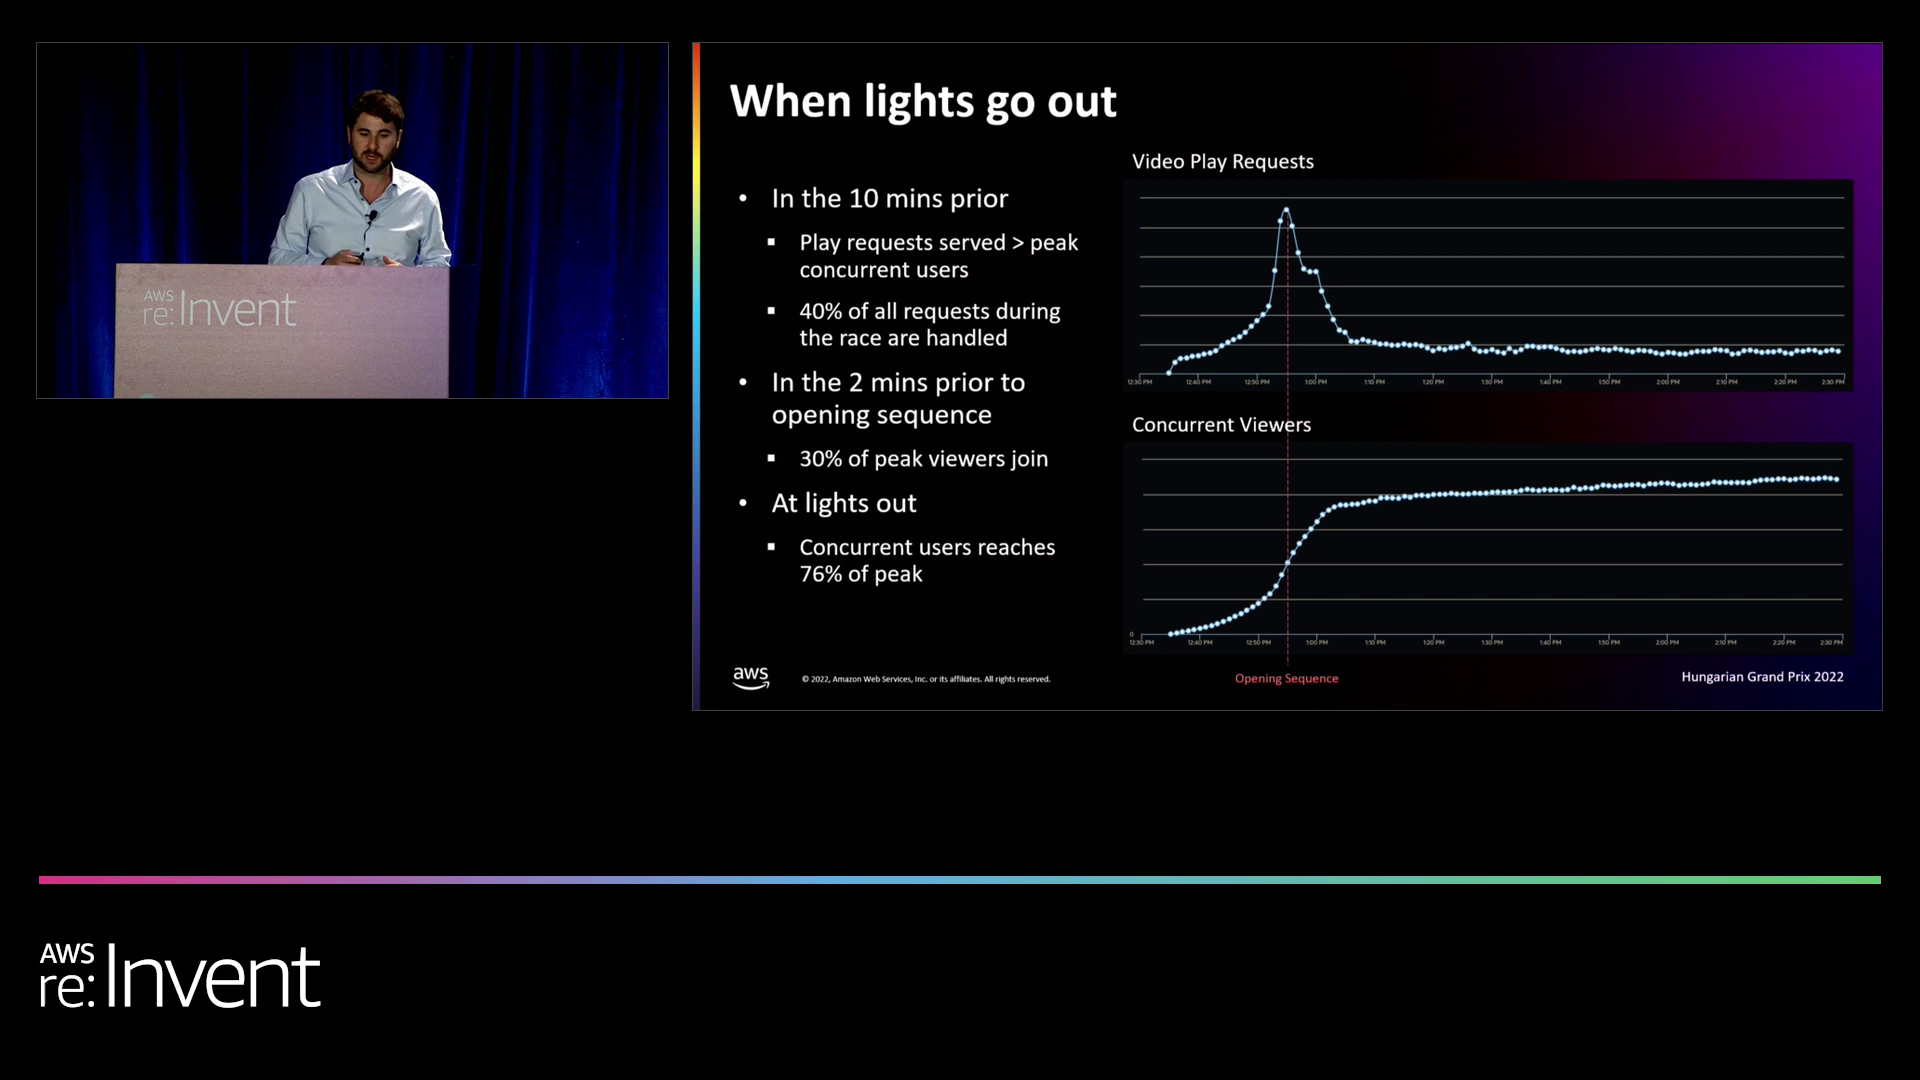 AWS
re:Invent
When lights go out
• In the 10 mins prior
▪ Play requests served > peak
concurrent users
▪ 40% of all requests during
the race are handled
• In the 2 mins prior to
opening sequence
▪ 30% of peak viewers join
• At lights out
▪ Concurrent users reaches
76% of peak
Video Play Requests
12:30 PM 12:40 PM 12:50 PM 1:00 PM 1:10 PM 1:20 PM 1:30 PM 1:40 PM 1:50 PM 2:00 PM 2:10 PM 2:20 PM 2:30 PM
Concurrent Viewers
0
12:30 PM 12:40 PM 12:50 PM 1:00 PM 1:10 PM 1:20 PM 1:30 PM 1:40 PM 1:50 PM 2:00 PM 2:10 PM 2:20 PM 2:30 PM
aws
© 2022, Amazon Web Services, Inc. or its affiliates. All rights reserved.
Opening Sequence
Hungarian Grand Prix 2022
AWS
re:Invent